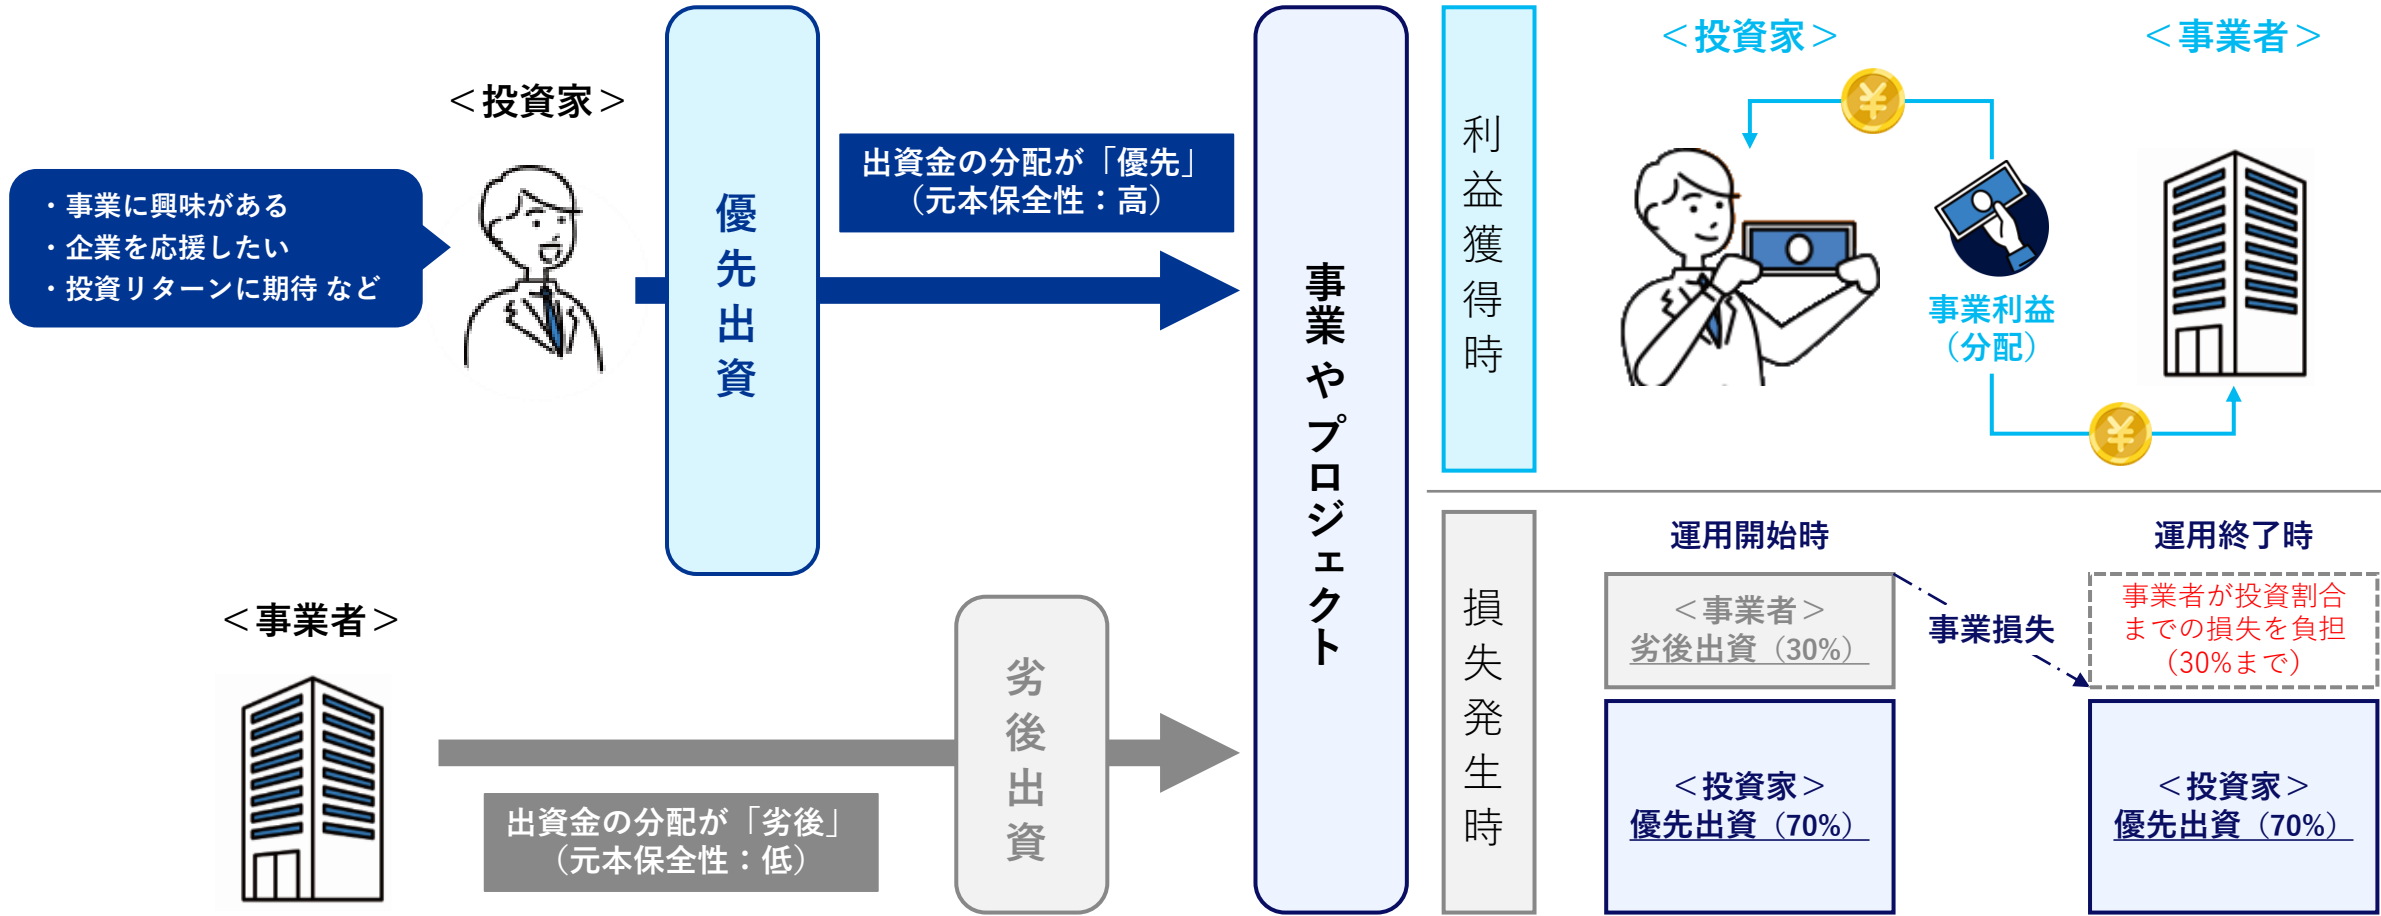 ＜投資家＞
・事業に興味がある
・企業を応援したい
・投資リターンに期待 など
優先出資
出資金の分配が「優先」
（元本保全性：高）
＜事業者＞
出資金の分配が「劣後」
（元本保全性：低）
劣後出資
事業やプロジェクト
利益獲得時
＜投資家＞
＜事業者＞
事業利益
（分配）
損失発生時
運用開始時
＜事業者＞
劣後出資（30%）
＜投資家＞
優先出資（70%）
事業損失
運用終了時
事業者が投資割合
までの損失を負担
（30%まで）
＜投資家＞
優先出資（70%）